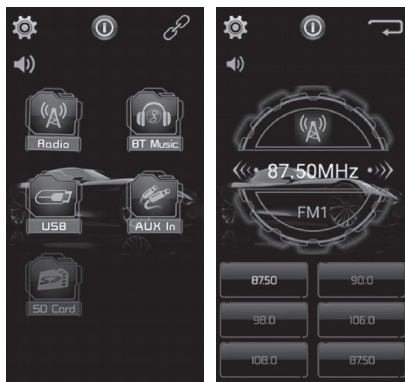 Radio
BT Music
USB
AUX In
SD Card
87.50MHz
FM1
87.50
90.0
98.0
106.0
108.0
87.50